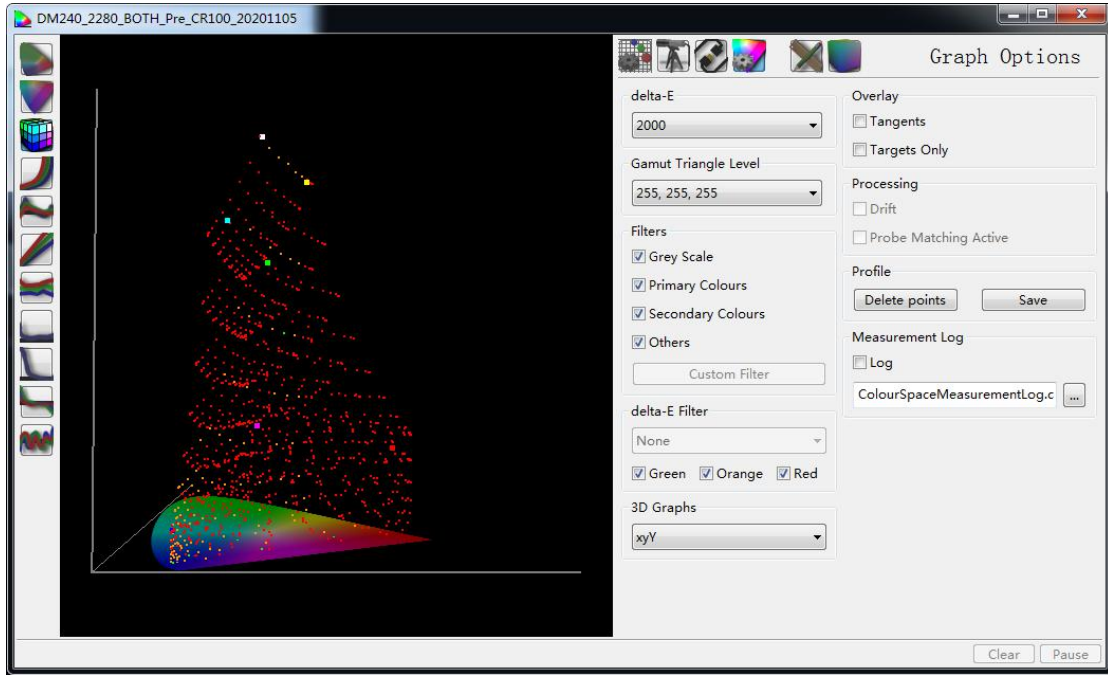 DM240_2280_BOTH_Pre_CR100_20201105
Graph Options
delta-E
2000
Gamut Triangle Level
255, 255, 255
Filters
Grey Scale
Primary Colours
Secondary Colours
Others
Custom Filter
delta-E Filter
None
Green Orange Red
3D Graphs
xyY
Overlay
Tangents
Targets Only
Processing
Drift
Probe Matching Active
Profile
Delete points Save
Measurement Log
Log
ColourSpaceMeasurementLog.c ...
Clear Pause